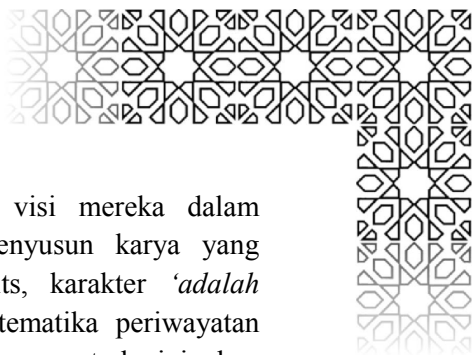 visi mereka dalam
enyusun karya yang
ts, karakter ‘adalah
tematika periwayatan